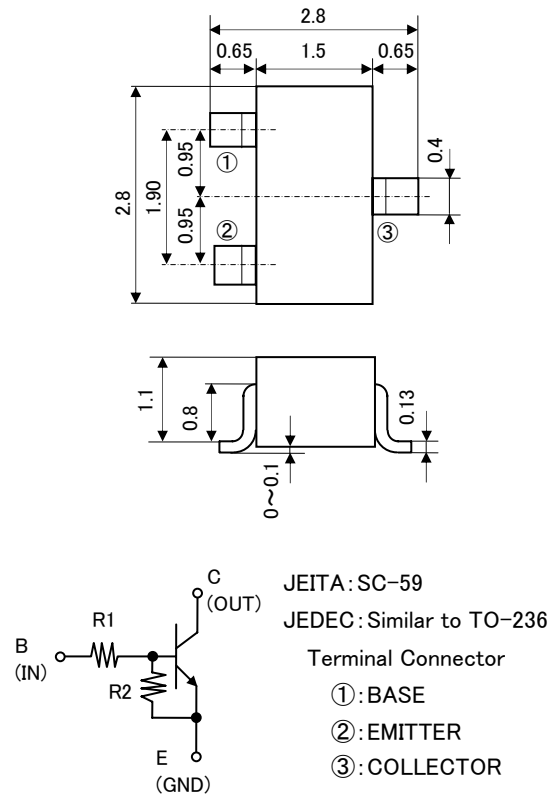 2.8
0.65 1.5 0.65
2.8
1.90
0.95
0.95
0.4
①
②
③
1.1
0.8
0~0.1
0.13
C
(OUT)
R1
B
(IN)
R2
E
(GND)
JEITA:SC-59
JEDEC:Similar to TO-236
Terminal Connector
①:BASE
②:EMITTER
③:COLLECTOR